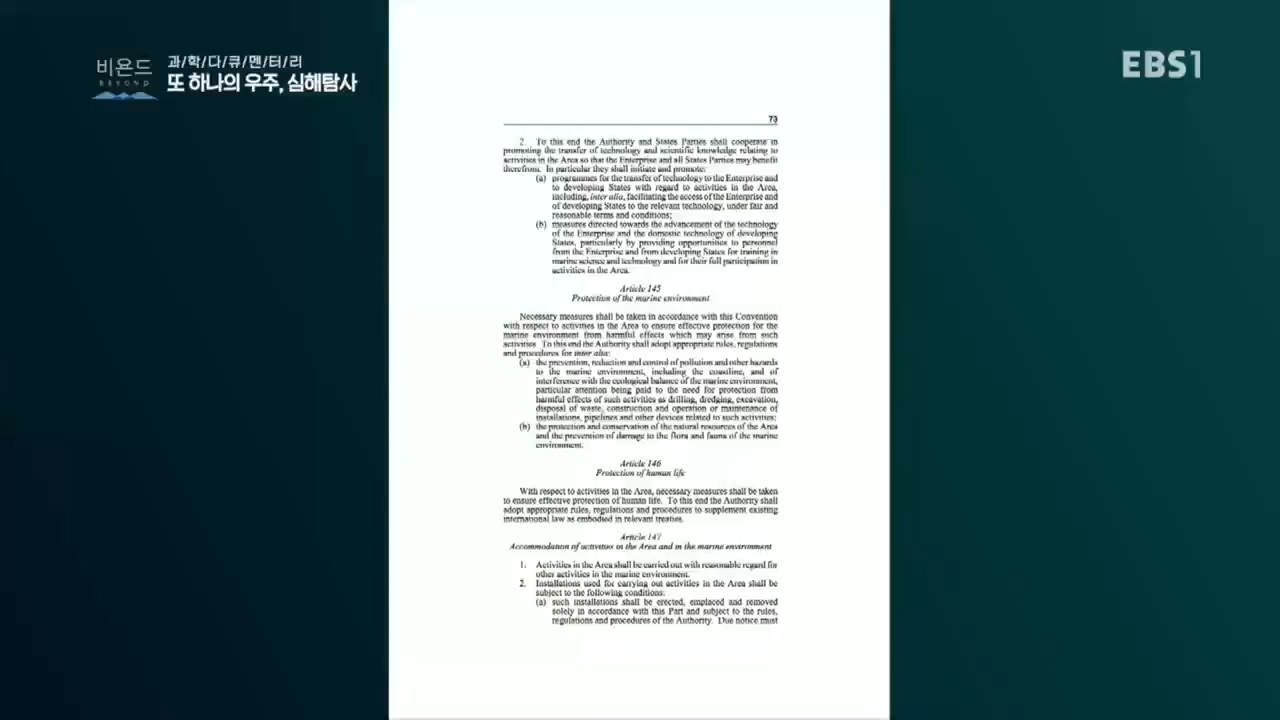 비욘드
BEYOND
과/학/다/큐/멘/터/리
또 하나의 우주, 심해탐사
EBS1
73
2. To this end the Authority and States Parties shall cooperate in
promoting the transfer of technology and scientific knowledge relating to
activities in the Area so that the Enterprise and all States Parties may benefit
therefrom. In particular they shall initiate and promote:
(a) programmes for the transfer of technology to the Enterprise and
to developing States with regard to activities in the Area,
including, inter alia, facilitating the access of the Enterprise and
of developing States to the relevant technology, under fair and
reasonable terms and conditions;
(b) measures directed towards the advancement of the technology
of the Enterprise and the domestic technology of developing
States, particularly by providing opportunities to personnel
from the Enterprise and from developing States for training in
marine science and technology and for their full participation in
activities in the Area.
Article 145
Protection of the marine environment
Necessary measures shall be taken in accordance with this Convention
with respect to activities in the Area to ensure effective protection for the
marine environment from harmful effects which may arise from such
activities. To this end the Authority shall adopt appropriate rules, regulations
and procedures for inter alia:
(a) the prevention, reduction and control of pollution and other hazards
to the marine environment, including the coastline, and of
interference with the ecological balance of the marine environment,
particular attention being paid to the need for protection from
harmful effects of such activities as drilling, dredging, excavation,
disposal of waste, construction and operation or maintenance of
installations, pipelines and other devices related to such activities;
(b) the protection and conservation of the natural resources of the Area
and the prevention of damage to the flora and fauna of the marine
environment.
Article 146
Protection of human life
With respect to activities in the Area, necessary measures shall be taken
to ensure effective protection of human life. To this end the Authority shall
adopt appropriate rules, regulations and procedures to supplement existing
international law as embodied in relevant treaties.
Article 147
Accommodation of activities in the Area and in the marine environment
1. Activities in the Area shall be carried out with reasonable regard for
other activities in the marine environment.
2. Installations used for carrying out activities in the Area shall be
subject to the following conditions:
(a) such installations shall be erected, emplaced and removed
solely in accordance with this Part and subject to the rules,
regulations and procedures of the Authority. Due notice must